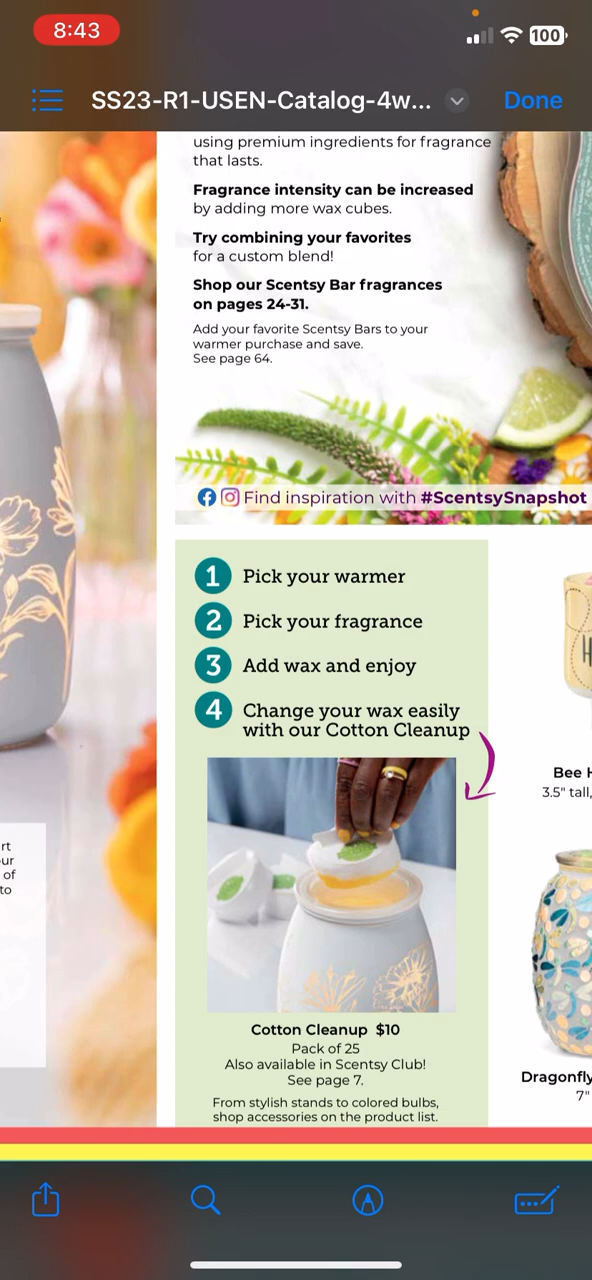 8:43
100
SS23-R1-USEN-Catalog-4w...
Done
using premium ingredients for fragrance
that lasts.
Fragrance intensity can be increased
by adding more wax cubes.
Try combining your favorites
for a custom blend!
Shop our Scentsy Bar fragrances
on pages 24-31.
Add your favorite Scentsy Bars to your
warmer purchase and save.
See page 64.
Find inspiration with #ScentsySnapshot
1 Pick your warmer
2 Pick your fragrance
3 Add wax and enjoy
4 Change your wax easily
with our Cotton Cleanup
Cotton Cleanup $10
Pack of 25
Also available in Scentsy Club!
See page 7.
From stylish stands to colored bulbs,
shop accessories on the product list.
rt
ur
of
to
H
Bee H
3.5" tall,
Dragonfly
7"